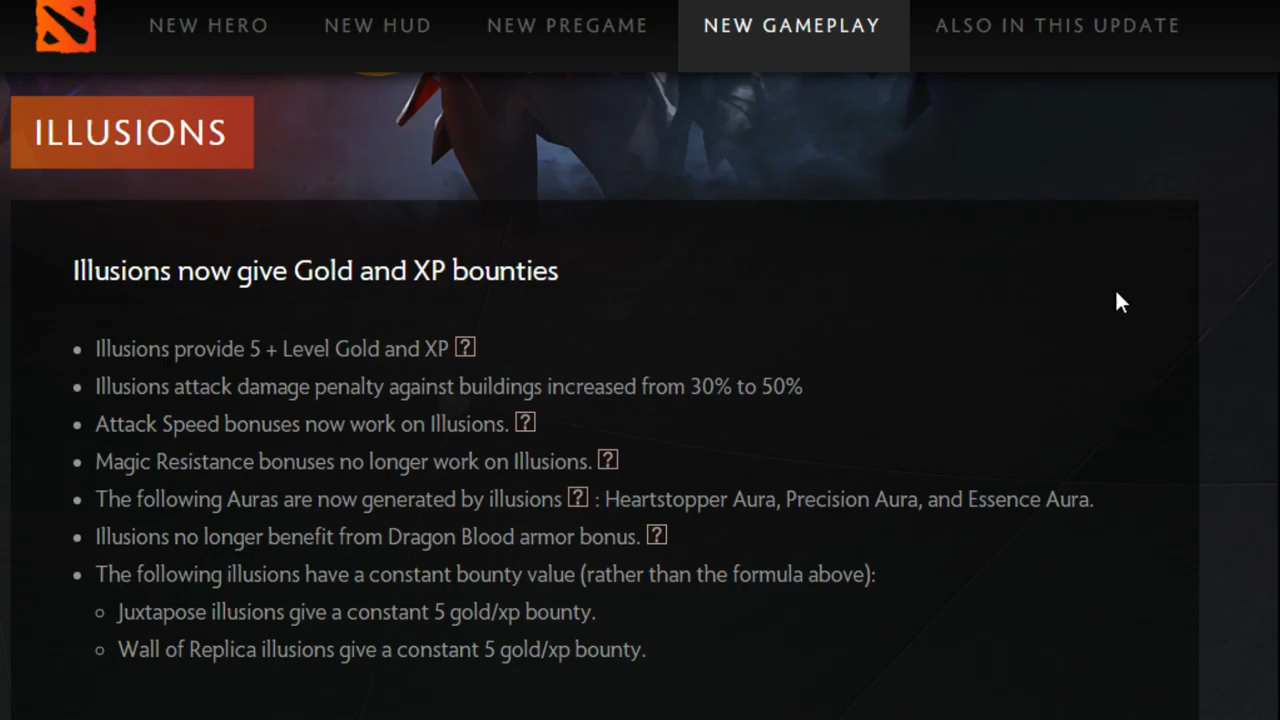 NEW HERO NEW HUD NEW PREGAME NEW GAMEPLAY ALSO IN THIS UPDATE
ILLUSIONS
Illusions now give Gold and XP bounties
Illusions provide 5 + Level Gold and XP ?
Illusions attack damage penalty against buildings increased from 30% to 50%
Attack Speed bonuses now work on Illusions. ?
Magic Resistance bonuses no longer work on Illusions. ?
The following Auras are now generated by illusions ? : Heartstopper Aura, Precision Aura, and Essence Aura.
Illusions no longer benefit from Dragon Blood armor bonus. ?
The following illusions have a constant bounty value (rather than the formula above):
Juxtapose illusions give a constant 5 gold/xp bounty.
Wall of Replica illusions give a constant 5 gold/xp bounty.